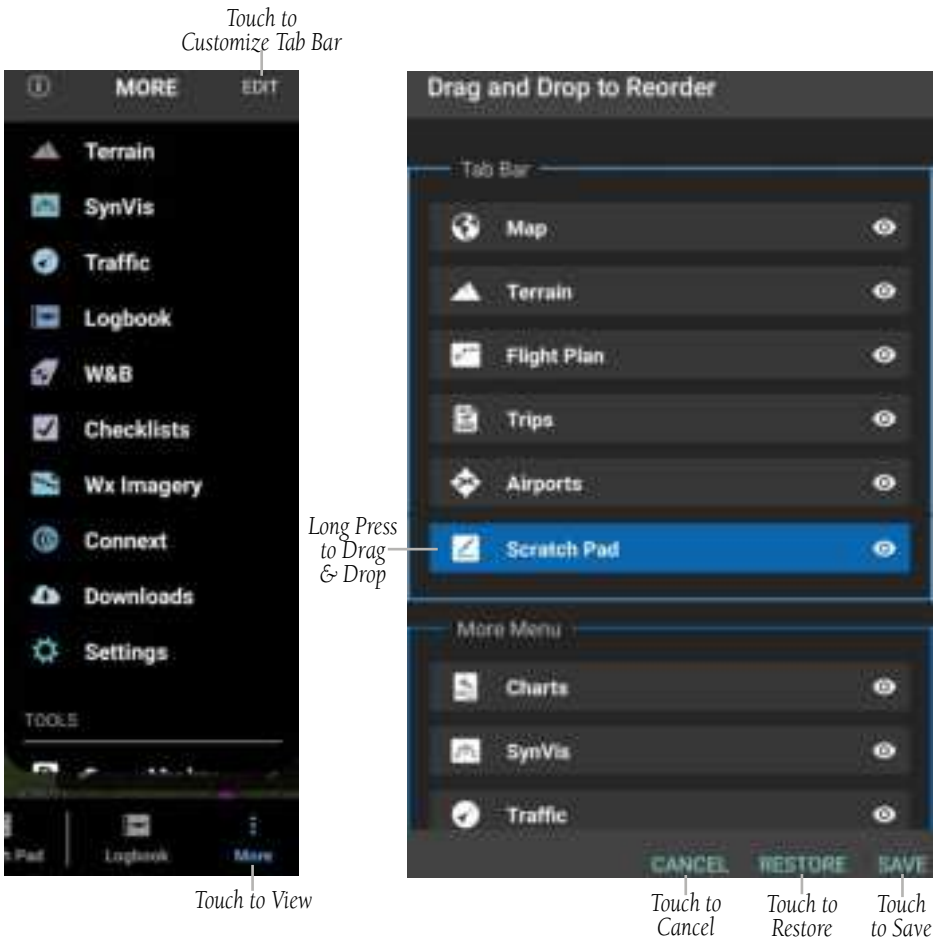 Touch to
Customize Tab Bar
MORE
EDIT
Terrain
SynVis
Traffic
Logbook
W&B
Checklists
Wx Imagery
Connext
Downloads
Settings
TOOLS
Pad
Logbook
More
Touch to View
Drag and Drop to Reorder
Tab Bar
Map
Terrain
Flight Plan
Trips
Airports
Long Press
to Drag
& Drop
Scratch Pad
More Menu
Charts
SynVis
Traffic
CANCEL
RESTORE
SAVE
Touch to
Cancel
Touch to
Restore
Touch
to Save